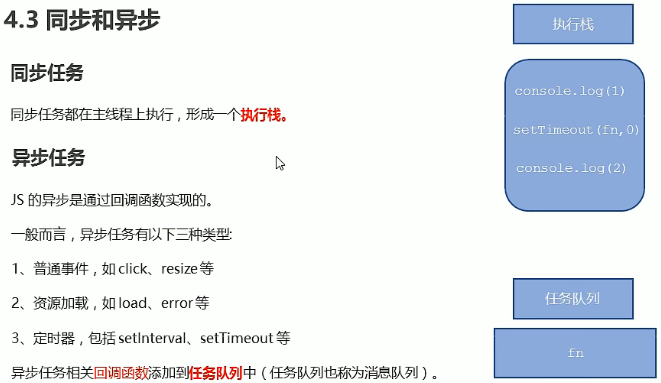 4.3 同步和异步
同步任务
同步任务都在主线程上执行，形成一个执行栈。
异步任务
JS 的异步是通过回调函数实现的。
一般而言，异步任务有以下三种类型:
1、普通事件，如 click、resize 等
2、资源加载，如 load、error 等
3、定时器，包括 setInterval、setTimeout 等
异步任务相关回调函数添加到任务队列中（任务队列也称为消息队列）。
执行栈
console.log(1)
setTimeout(fn,0)
console.log(2)
任务队列
fn